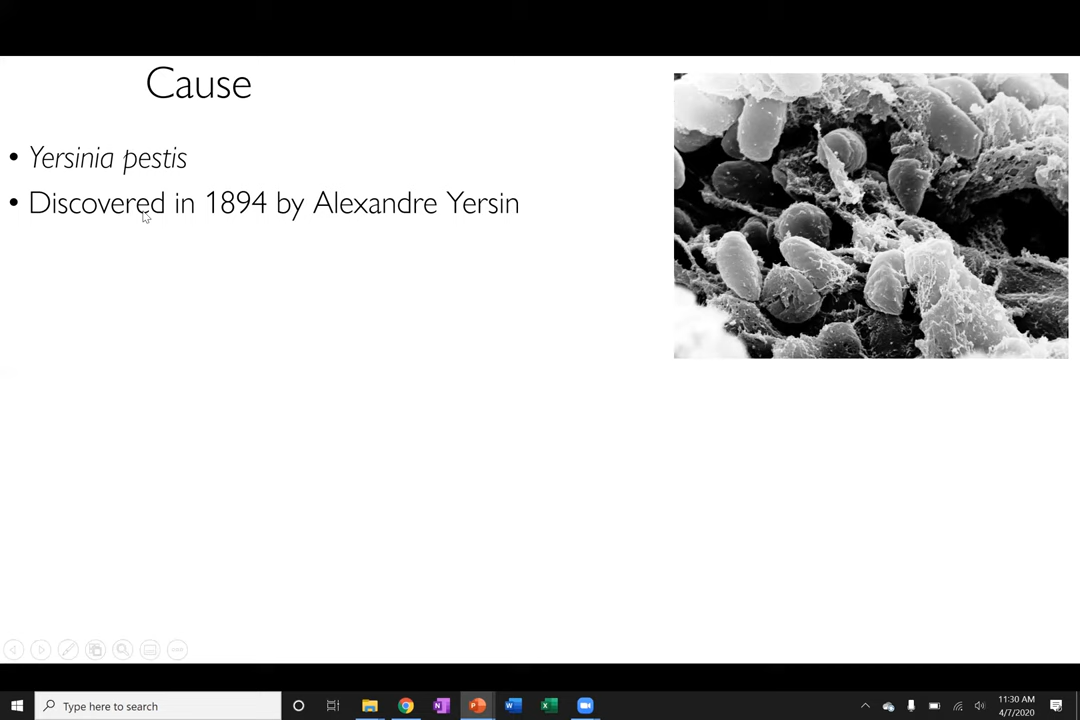 Cause
• Yersinia pestis
• Discovered in 1894 by Alexandre Yersin
Type here to search
11:30 AM
4/7/2020